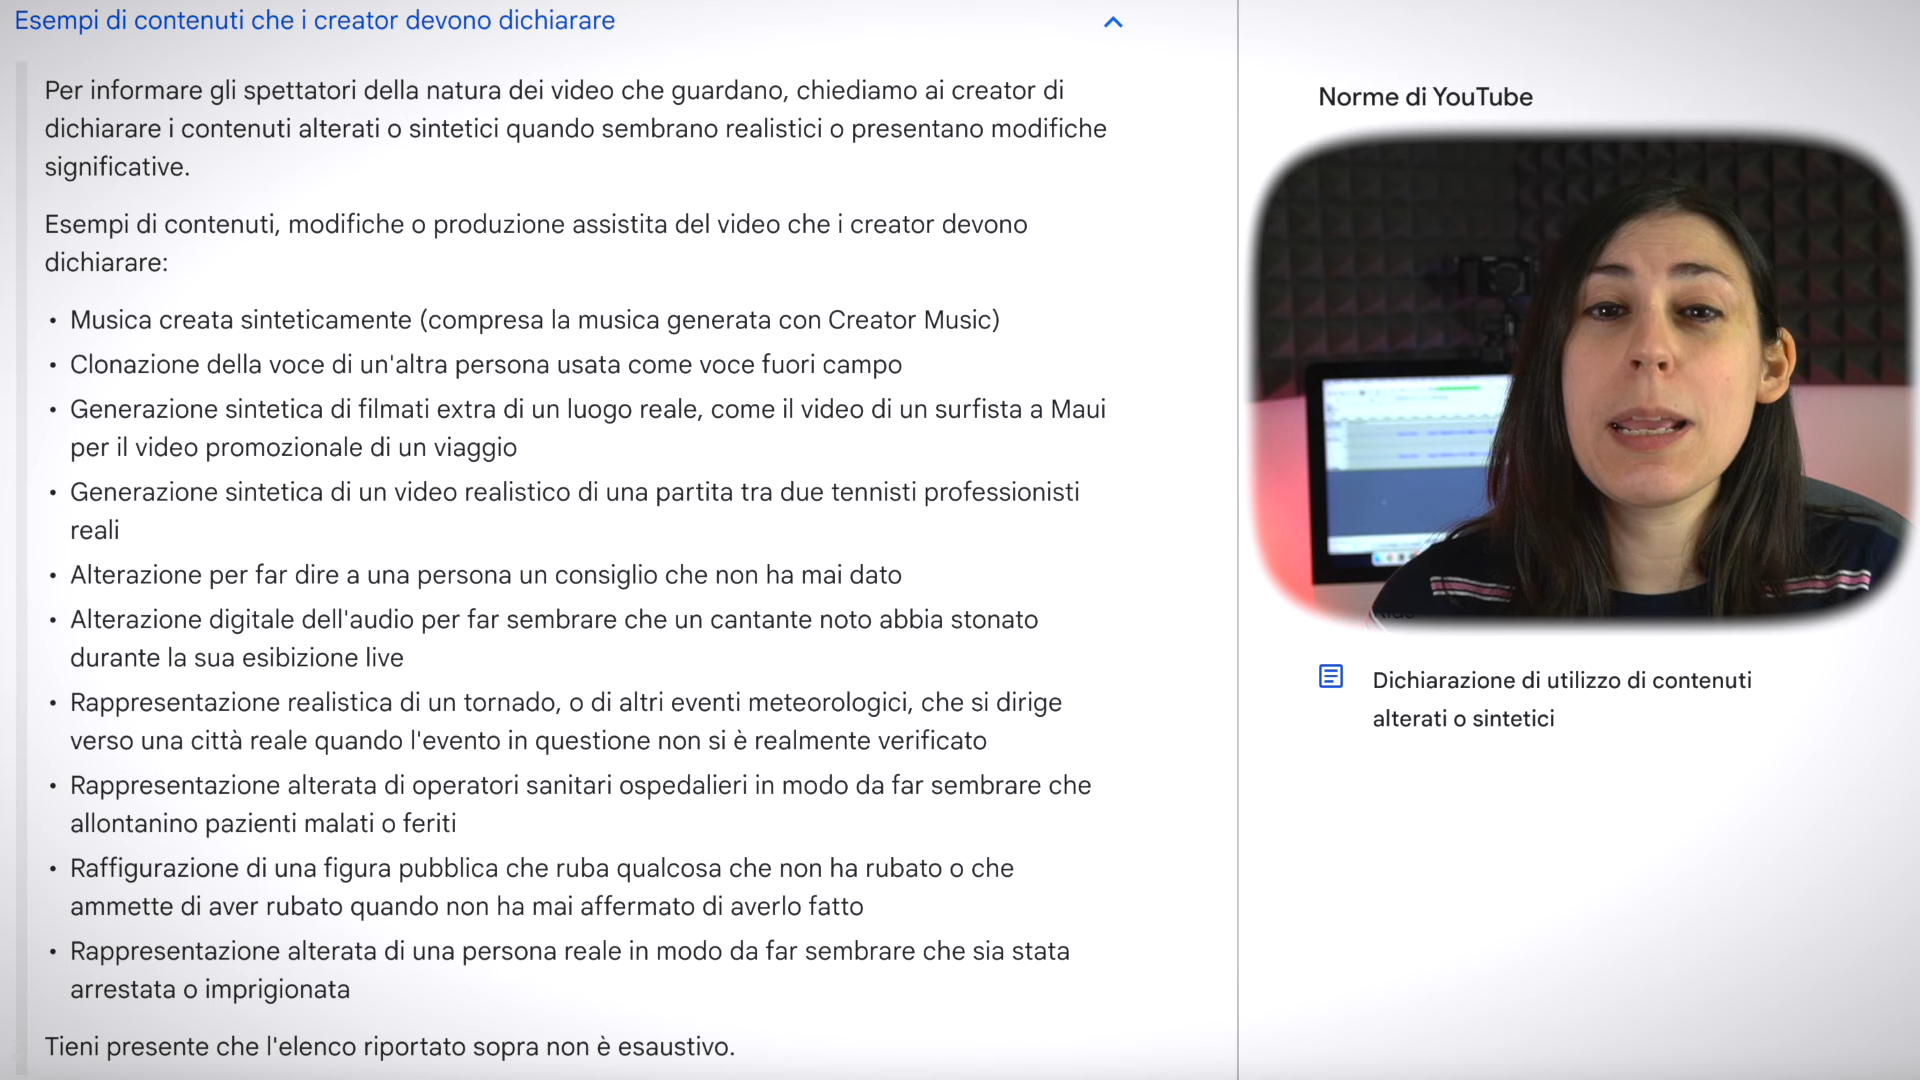 Esempi di contenuti che i creator devono dichiarare
Per informare gli spettatori della natura dei video che guardano, chiediamo ai creator di
dichiarare i contenuti alterati o sintetici quando sembrano realistici o presentano modifiche
significative.
Esempi di contenuti, modifiche o produzione assistita del video che i creator devono
dichiarare:
• Musica creata sinteticamente (compresa la musica generata con Creator Music)
• Clonazione della voce di un'altra persona usata come voce fuori campo
• Generazione sintetica di filmati extra di un luogo reale, come il video di un surfista a Maui
per il video promozionale di un viaggio
• Generazione sintetica di un video realistico di una partita tra due tennisti professionisti
reali
• Alterazione per far dire a una persona un consiglio che non ha mai dato
• Alterazione digitale dell'audio per far sembrare che un cantante noto abbia stonato
durante la sua esibizione live
• Rappresentazione realistica di un tornado, o di altri eventi meteorologici, che si dirige
verso una città reale quando l'evento in questione non si è realmente verificato
• Rappresentazione alterata di operatori sanitari ospedalieri in modo da far sembrare che
allontanino pazienti malati o feriti
• Raffigurazione di una figura pubblica che ruba qualcosa che non ha rubato o che
ammette di aver rubato quando non ha mai affermato di averlo fatto
• Rappresentazione alterata di una persona reale in modo da far sembrare che sia stata
arrestata o imprigionata
Tieni presente che l'elenco riportato sopra non è esaustivo.
Norme di YouTube
Dichiarazione di utilizzo di contenuti
alterati o sintetici